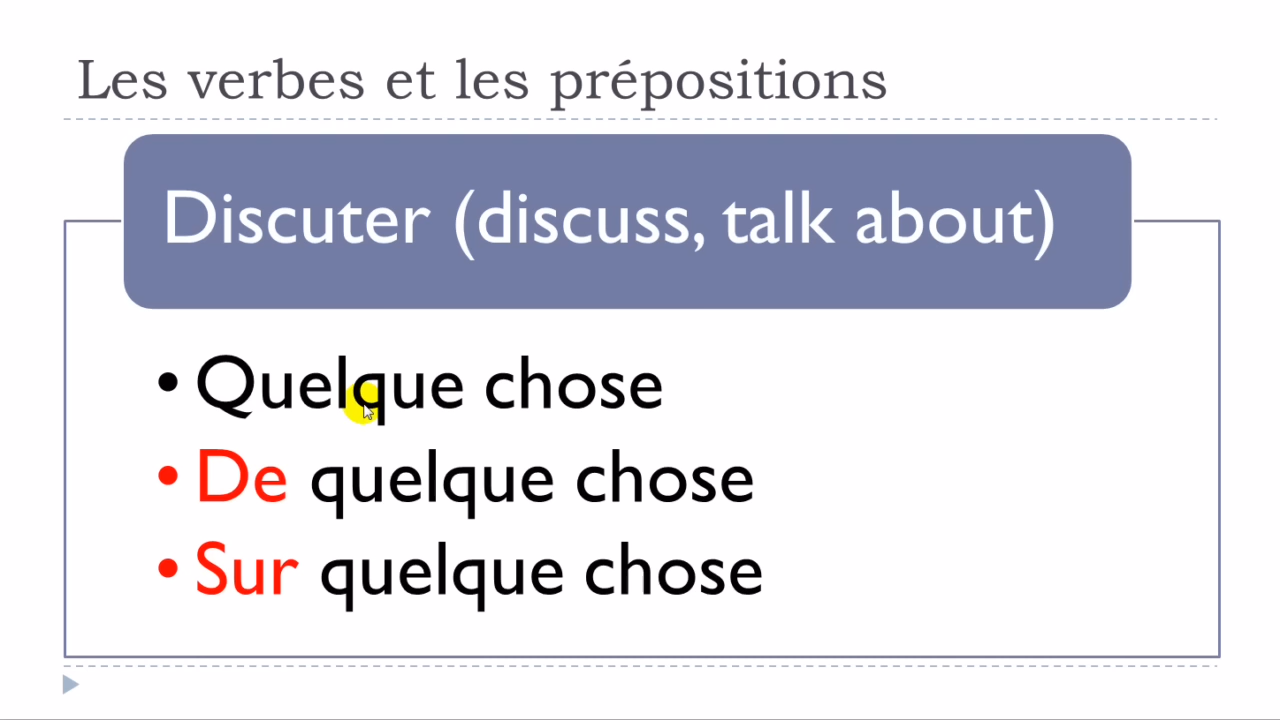 Les verbes et les prépositions
Discuter (discuss, talk about)
• Quelque chose
• De quelque chose
• Sur quelque chose